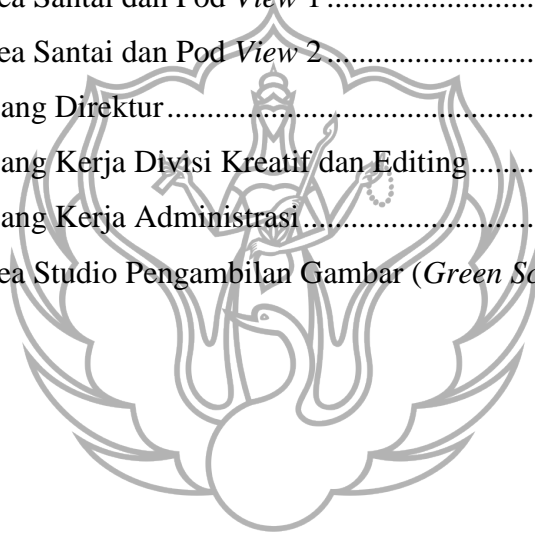 ea Santai dan Pod View 1........................
ea Santai dan Pod View 2........................
ang Direktur..........................................
ang Kerja Divisi Kreatif dan Editing........
ang Kerja Administrasi..........................
ea Studio Pengambilan Gambar (Green Sc